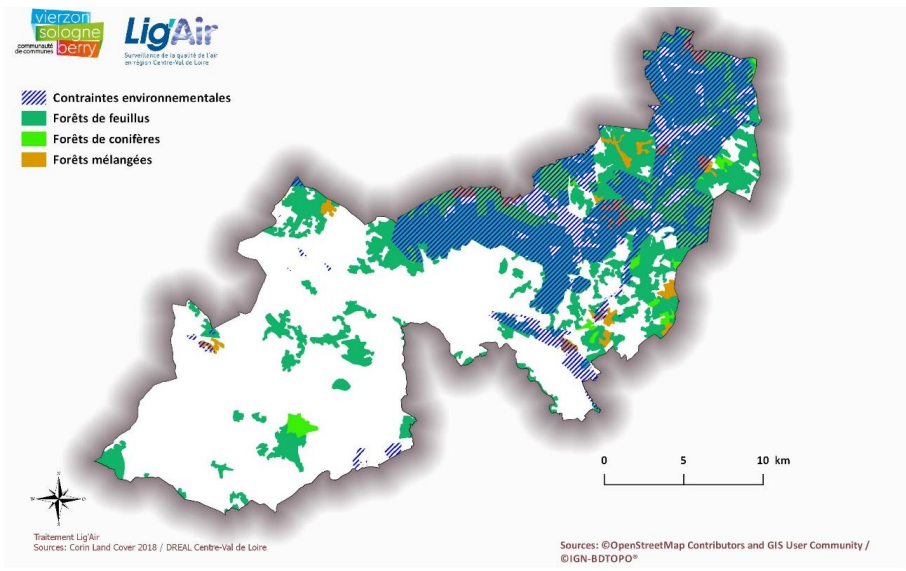 vierzon
sologne
communauté
de communes
berry
Lig'Air
Surveillance de la qualité de l'air
en région Centre-Val de Loire
Contraintes environnementales
Forêts de feuillus
Forêts de conifères
Forêts mélangées
0 5 10 km
N
W
O
S
Traitement Lig'Air
Sources: Corin Land Cover 2018 / DREAL Centre-Val de Loire
Sources: ©OpenStreetMap Contributors and GIS User Community /
©IGN-BDTOPO®